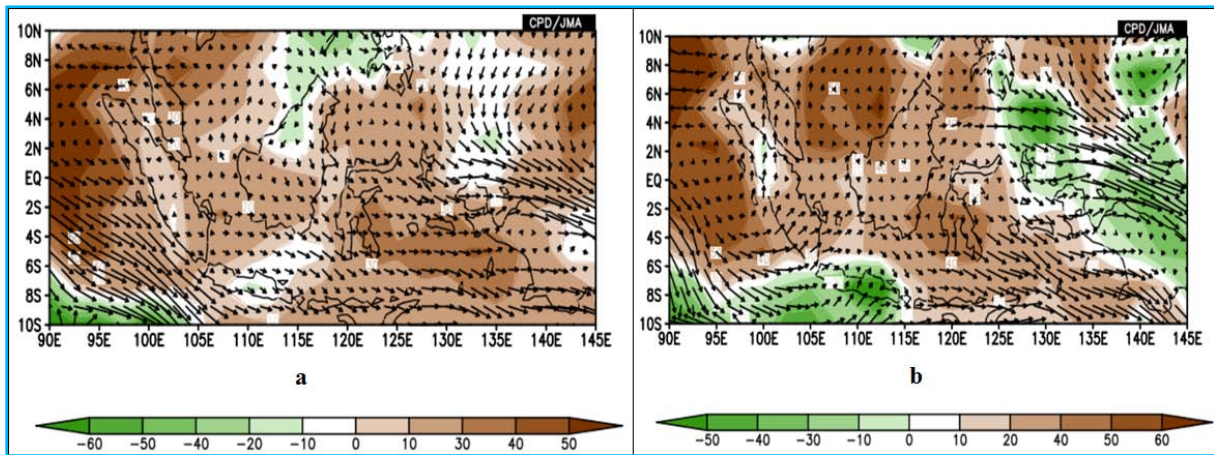 CPD/JMA
10N
8N
6N
4N
2N
EQ
2S
4S
6S
8S
10S
90E 95E 100E 105E 110E 115E 120E 125E 130E 135E 140E 145E
a
-60 -50 -40 -20 -10 0 10 30 40 50
CPD/JMA
10N
8N
6N
4N
2N
EQ
2S
4S
6S
8S
10S
90E 95E 100E 105E 110E 115E 120E 125E 130E 135E 140E 145E
b
-50 -40 -30 -10 0 10 20 40 50 60